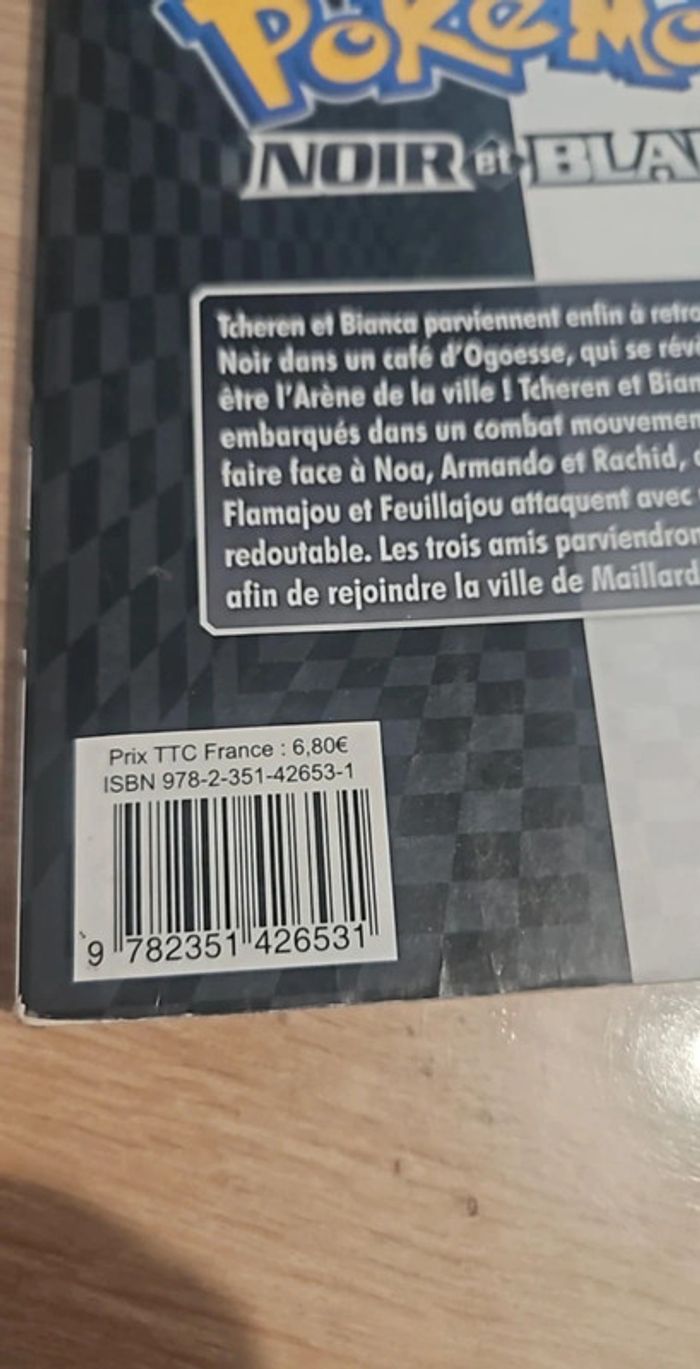 POKÉMO
NOIR et BLA
Tcheren et Bianca parviennent enfin à retro
Noir dans un café d'Ogoesse, qui se révè
être l'Arène de la ville ! Tcheren et Bian
embarqués dans un combat mouvemen
faire face à Noa, Armando et Rachid,
Flamajou et Feuillajou attaquent avec
redoutable. Les trois amis parviendron
afin de rejoindre la ville de Maillard
Prix TTC France : 6,80€
ISBN 978-2-351-42653-1
9 782351 426531